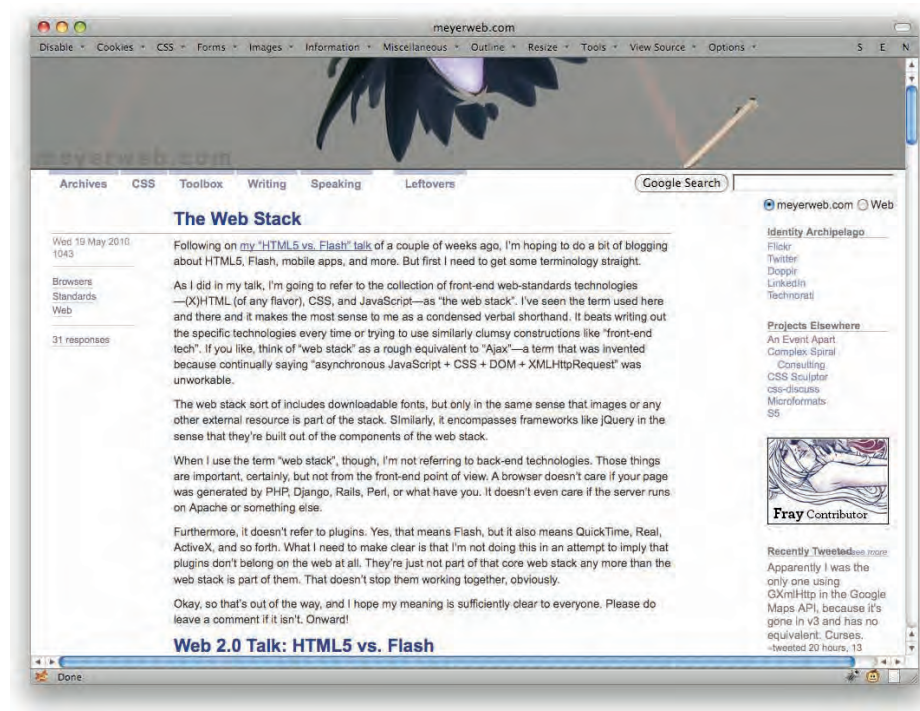 meyerweb.com
Disable Cookies CSS Forms Images Information Miscellaneous Outline Resize Tools View Source Options S E N
meyerweb.com
Archives CSS Toolbox Writing Speaking Leftovers Google Search
meyerweb.com Web
The Web Stack
Wed 19 May 2010
1043
Browsers
Standards
Web
31 responses
Following on my "HTML5 vs. Flash" talk of a couple of weeks ago, I'm hoping to do a bit of blogging
about HTML5, Flash, mobile apps, and more. But first I need to get some terminology straight.
As I did in my talk, I'm going to refer to the collection of front-end web-standards technologies
—(X)HTML (of any flavor), CSS, and JavaScript—as "the web stack". I've seen the term used here
and there and it makes the most sense to me as a condensed verbal shorthand. It beats writing out
the specific technologies every time or trying to use similarly clumsy constructions like "front-end
tech". If you like, think of "web stack" as a rough equivalent to "Ajax"—a term that was invented
because continually saying "asynchronous JavaScript + CSS + DOM + XMLHttpRequest" was
unworkable.
The web stack sort of includes downloadable fonts, but only in the same sense that images or any
other external resource is part of the stack. SImilarly, it encompasses frameworks like jQuery in the
sense that they're built out of the components of the web stack.
When I use the term "web stack", though, I'm not referring to back-end technologies. Those things
are important, certainly, but not from the front-end point of view. A browser doesn't care if your page
was generated by PHP, Django, Rails, Perl, or what have you. It doesn't even care if the server runs
on Apache or something else.
Furthermore, it doesn't refer to plugins. Yes, that means Flash, but it also means QuickTime, Real,
ActiveX, and so forth. What I need to make clear is that I'm not doing this in an attempt to imply that
plugins don't belong on the web at all. They're just not part of that core web stack any more than the
web stack is part of them. That doesn't stop them working together, obviously.
Okay, so that's out of the way, and I hope my meaning is sufficiently clear to everyone. Please do
leave a comment if it isn't. Onward!
Web 2.0 Talk: HTML5 vs. Flash
Identity Archipelago
Flickr
Twitter
Dopplr
LinkedIn
Technorati
Projects Elsewhere
An Event Apart
Complex Spiral
Consulting
CSS Sculptor
css-discuss
Microformats
S5
Fray Contributor
Recently Tweeted see more
Apparently I was the
only one using
GXmlHttp in the Google
Maps API, because it's
gone in v3 and has no
equivalent. Curses.
~tweeted 20 hours, 13
Done